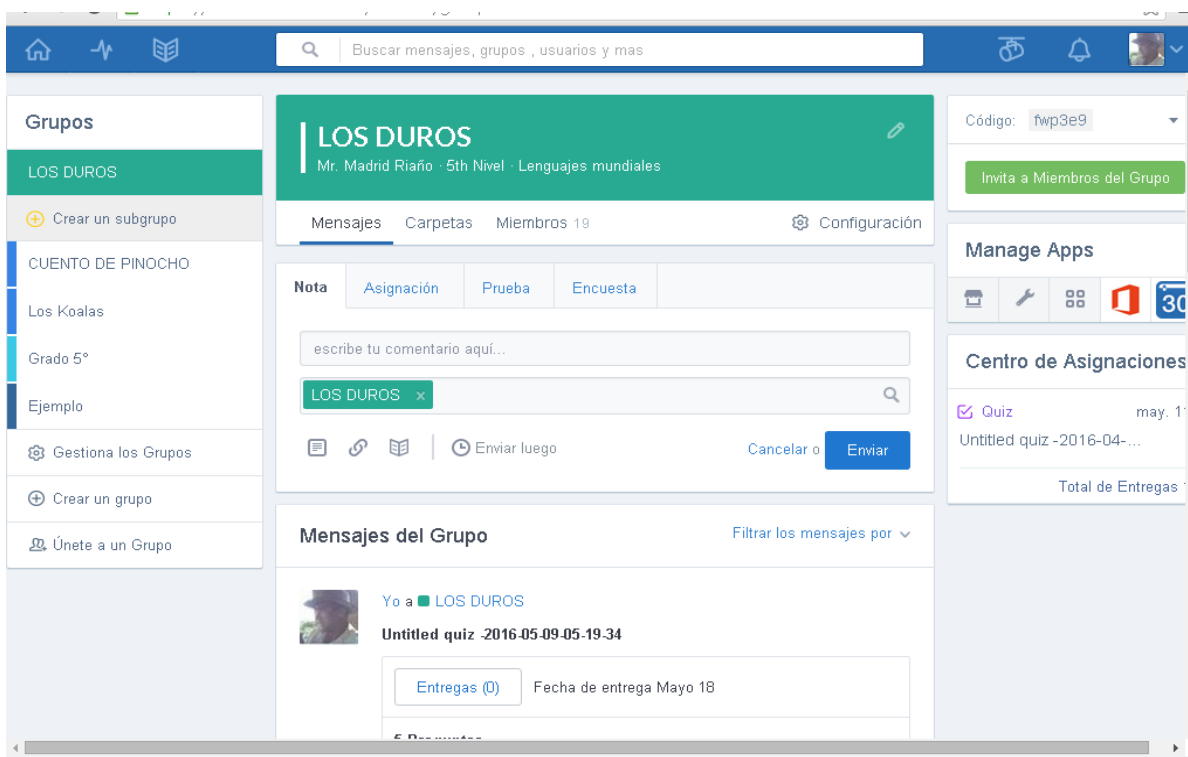 Buscar mensajes, grupos , usuarios y mas
Grupos
LOS DUROS
Crear un subgrupo
CUENTO DE PINOCHO
Los Koalas
Grado 5°
Ejemplo
Gestiona los Grupos
Crear un grupo
Únete a un Grupo
LOS DUROS
Mr. Madrid Riaño · 5th Nivel · Lenguajes mundiales
Mensajes Carpetas Miembros 19 Configuración
Nota Asignación Prueba Encuesta
escribe tu comentario aquí...
LOS DUROS x
Enviar luego Cancelar o Enviar
Mensajes del Grupo Filtrar los mensajes por
Yo a LOS DUROS
Untitled quiz -2016-05-09-05-19-34
Entregas (0) Fecha de entrega Mayo 18
Código: fwp3e9
Invita a Miembros del Grupo
Manage Apps
30
Centro de Asignaciones
Quiz may.
Untitled quiz -2016-04-...
Total de Entregas